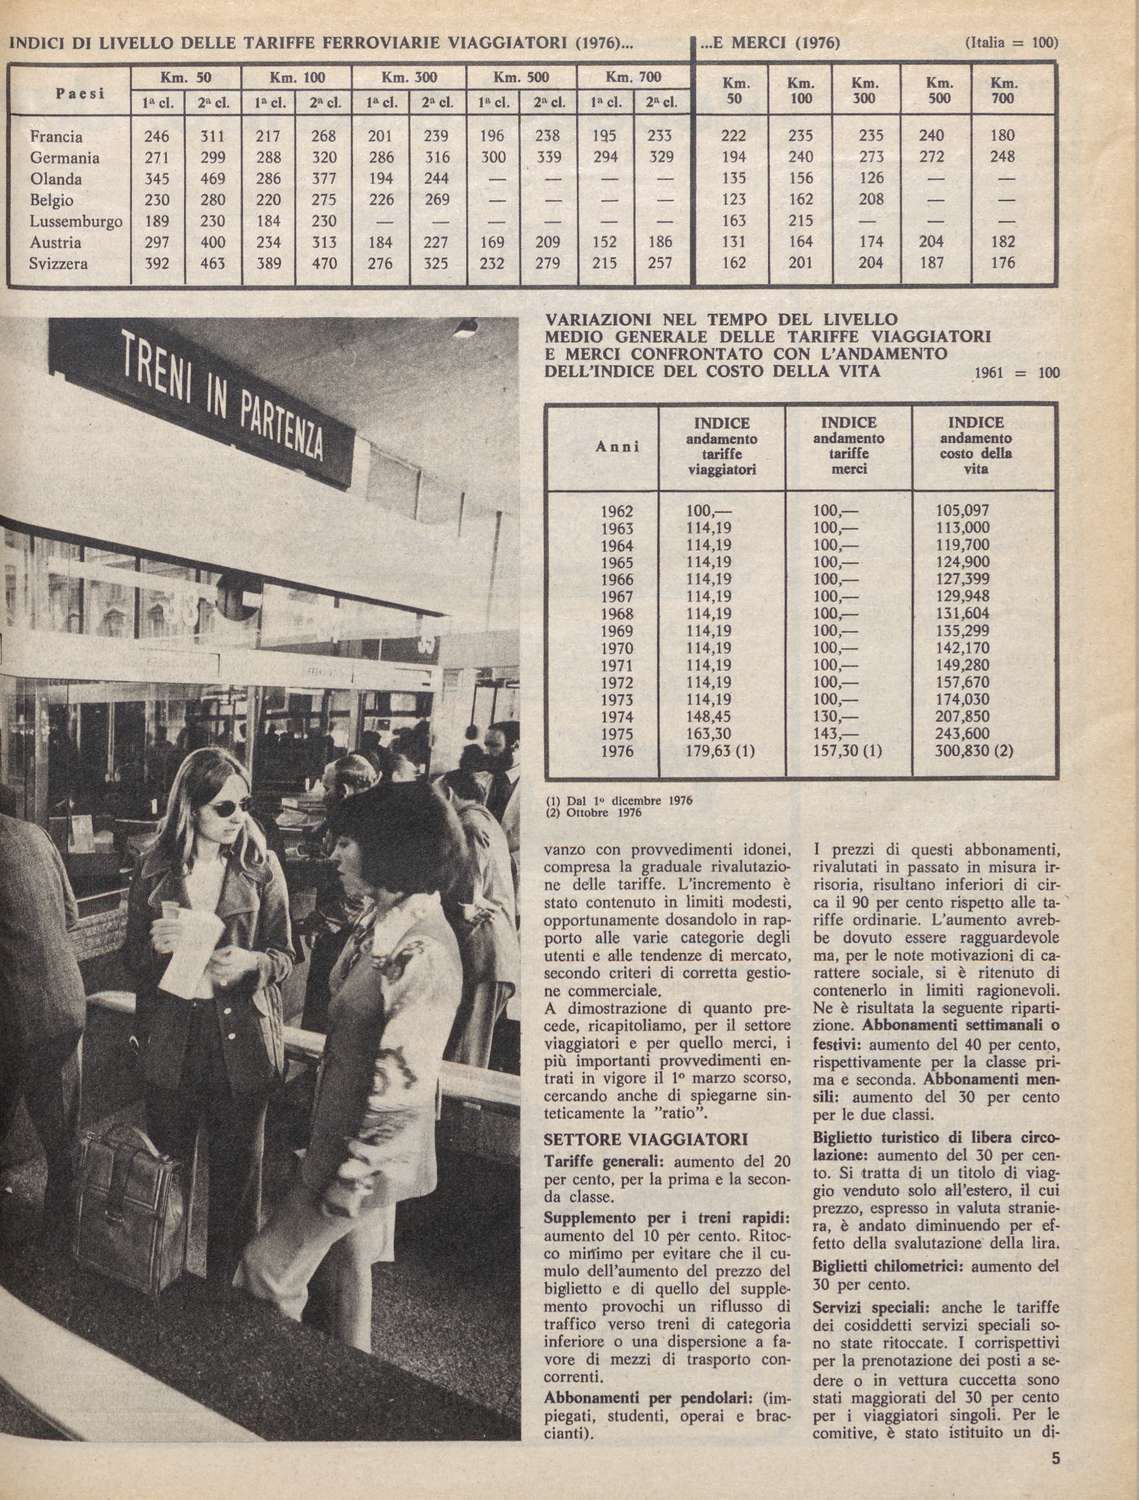 INDICI DI LIVELLO DELLE TARIFFE FERROVIARIE VIAGGIATORI (1976)... ...E MERCI (1976) (Italia = 100)
Paesi Km. 50 Km. 100 Km. 300 Km. 500 Km. 700 Km. 50 Km. 100 Km. 300 Km. 500 Km. 700
1ª cl. 2ª cl. 1ª cl. 2ª cl. 1ª cl. 2ª cl. 1ª cl. 2ª cl. 1ª cl. 2ª cl.
Francia 246 311 217 268 201 239 196 238 195 233 222 235 235 240 180
Germania 271 299 288 320 286 316 300 339 294 329 194 240 273 272 248
Olanda 345 469 286 377 194 244 — — — — 135 156 126 — —
Belgio 230 280 220 275 226 269 — — — — 123 162 208 — —
Lussemburgo 189 230 184 230 — — — — — — 163 215 — — —
Austria 297 400 234 313 184 227 169 209 152 186 131 164 174 204 182
Svizzera 392 463 389 470 276 325 232 279 215 257 162 201 204 187 176
TRENI IN PARTENZA
35
VARIAZIONI NEL TEMPO DEL LIVELLO
MEDIO GENERALE DELLE TARIFFE VIAGGIATORI
E MERCI CONFRONTATO CON L'ANDAMENTO
DELL'INDICE DEL COSTO DELLA VITA 1961 = 100
Anni INDICE andamento tariffe viaggiatori INDICE andamento tariffe merci INDICE andamento costo della vita
1962 100,— 100,— 105,097
1963 114,19 100,— 113,000
1964 114,19 100,— 119,700
1965 114,19 100,— 124,900
1966 114,19 100,— 127,399
1967 114,19 100,— 129,948
1968 114,19 100,— 131,604
1969 114,19 100,— 135,299
1970 114,19 100,— 142,170
1971 114,19 100,— 149,280
1972 114,19 100,— 157,670
1973 114,19 100,— 174,030
1974 148,45 130,— 207,850
1975 163,30 143,— 243,600
1976 179,63 (1) 157,30 (1) 300,830 (2)
(1) Dal 1º dicembre 1976
(2) Ottobre 1976
vanzo con provvedimenti idonei,
compresa la graduale rivalutazio-
ne delle tariffe. L'incremento è
stato contenuto in limiti modesti,
opportunamente dosandolo in rap-
porto alle varie categorie degli
utenti e alle tendenze di mercato,
secondo criteri di corretta gestio-
ne commerciale.
A dimostrazione di quanto pre-
cede, ricapitoliamo, per il settore
viaggiatori e per quello merci, i
più importanti provvedimenti en-
trati in vigore il 1º marzo scorso,
cercando anche di spiegarne sin-
teticamente la "ratio".
SETTORE VIAGGIATORI
Tariffe generali: aumento del 20
per cento, per la prima e la secon-
da classe.
Supplemento per i treni rapidi:
aumento del 10 per cento. Ritoc-
co minimo per evitare che il cu-
mulo dell'aumento del prezzo del
biglietto e di quello del supple-
mento provochi un riflusso di
traffico verso treni di categoria
inferiore o una dispersione a fa-
vore di mezzi di trasporto con-
correnti.
Abbonamenti per pendolari: (im-
piegati, studenti, operai e brac-
cianti).
I prezzi di questi abbonamenti,
rivalutati in passato in misura ir-
risoria, risultano inferiori di cir-
ca il 90 per cento rispetto alle ta-
riffe ordinarie. L'aumento avreb-
be dovuto essere ragguardevole
ma, per le note motivazioni di ca-
rattere sociale, si è ritenuto di
contenerlo in limiti ragionevoli.
Ne è risultata la seguente riparti-
zione. Abbonamenti settimanali o
festivi: aumento del 40 per cento,
rispettivamente per la classe pri-
ma e seconda. Abbonamenti men-
sili: aumento del 30 per cento
per le due classi.
Biglietto turistico di libera circo-
lazione: aumento del 30 per cen-
to. Si tratta di un titolo di viag-
gio venduto solo all'estero, il cui
prezzo, espresso in valuta stranie-
ra, è andato diminuendo per ef-
fetto della svalutazione della lira.
Biglietti chilometrici: aumento del
30 per cento.
Servizi speciali: anche le tariffe
dei cosiddetti servizi speciali so-
no state ritoccate. I corrispettivi
per la prenotazione dei posti a se-
dere o in vettura cuccetta sono
stati maggiorati del 30 per cento
per i viaggiatori singoli. Per le
comitive, è stato istituito un di-
5